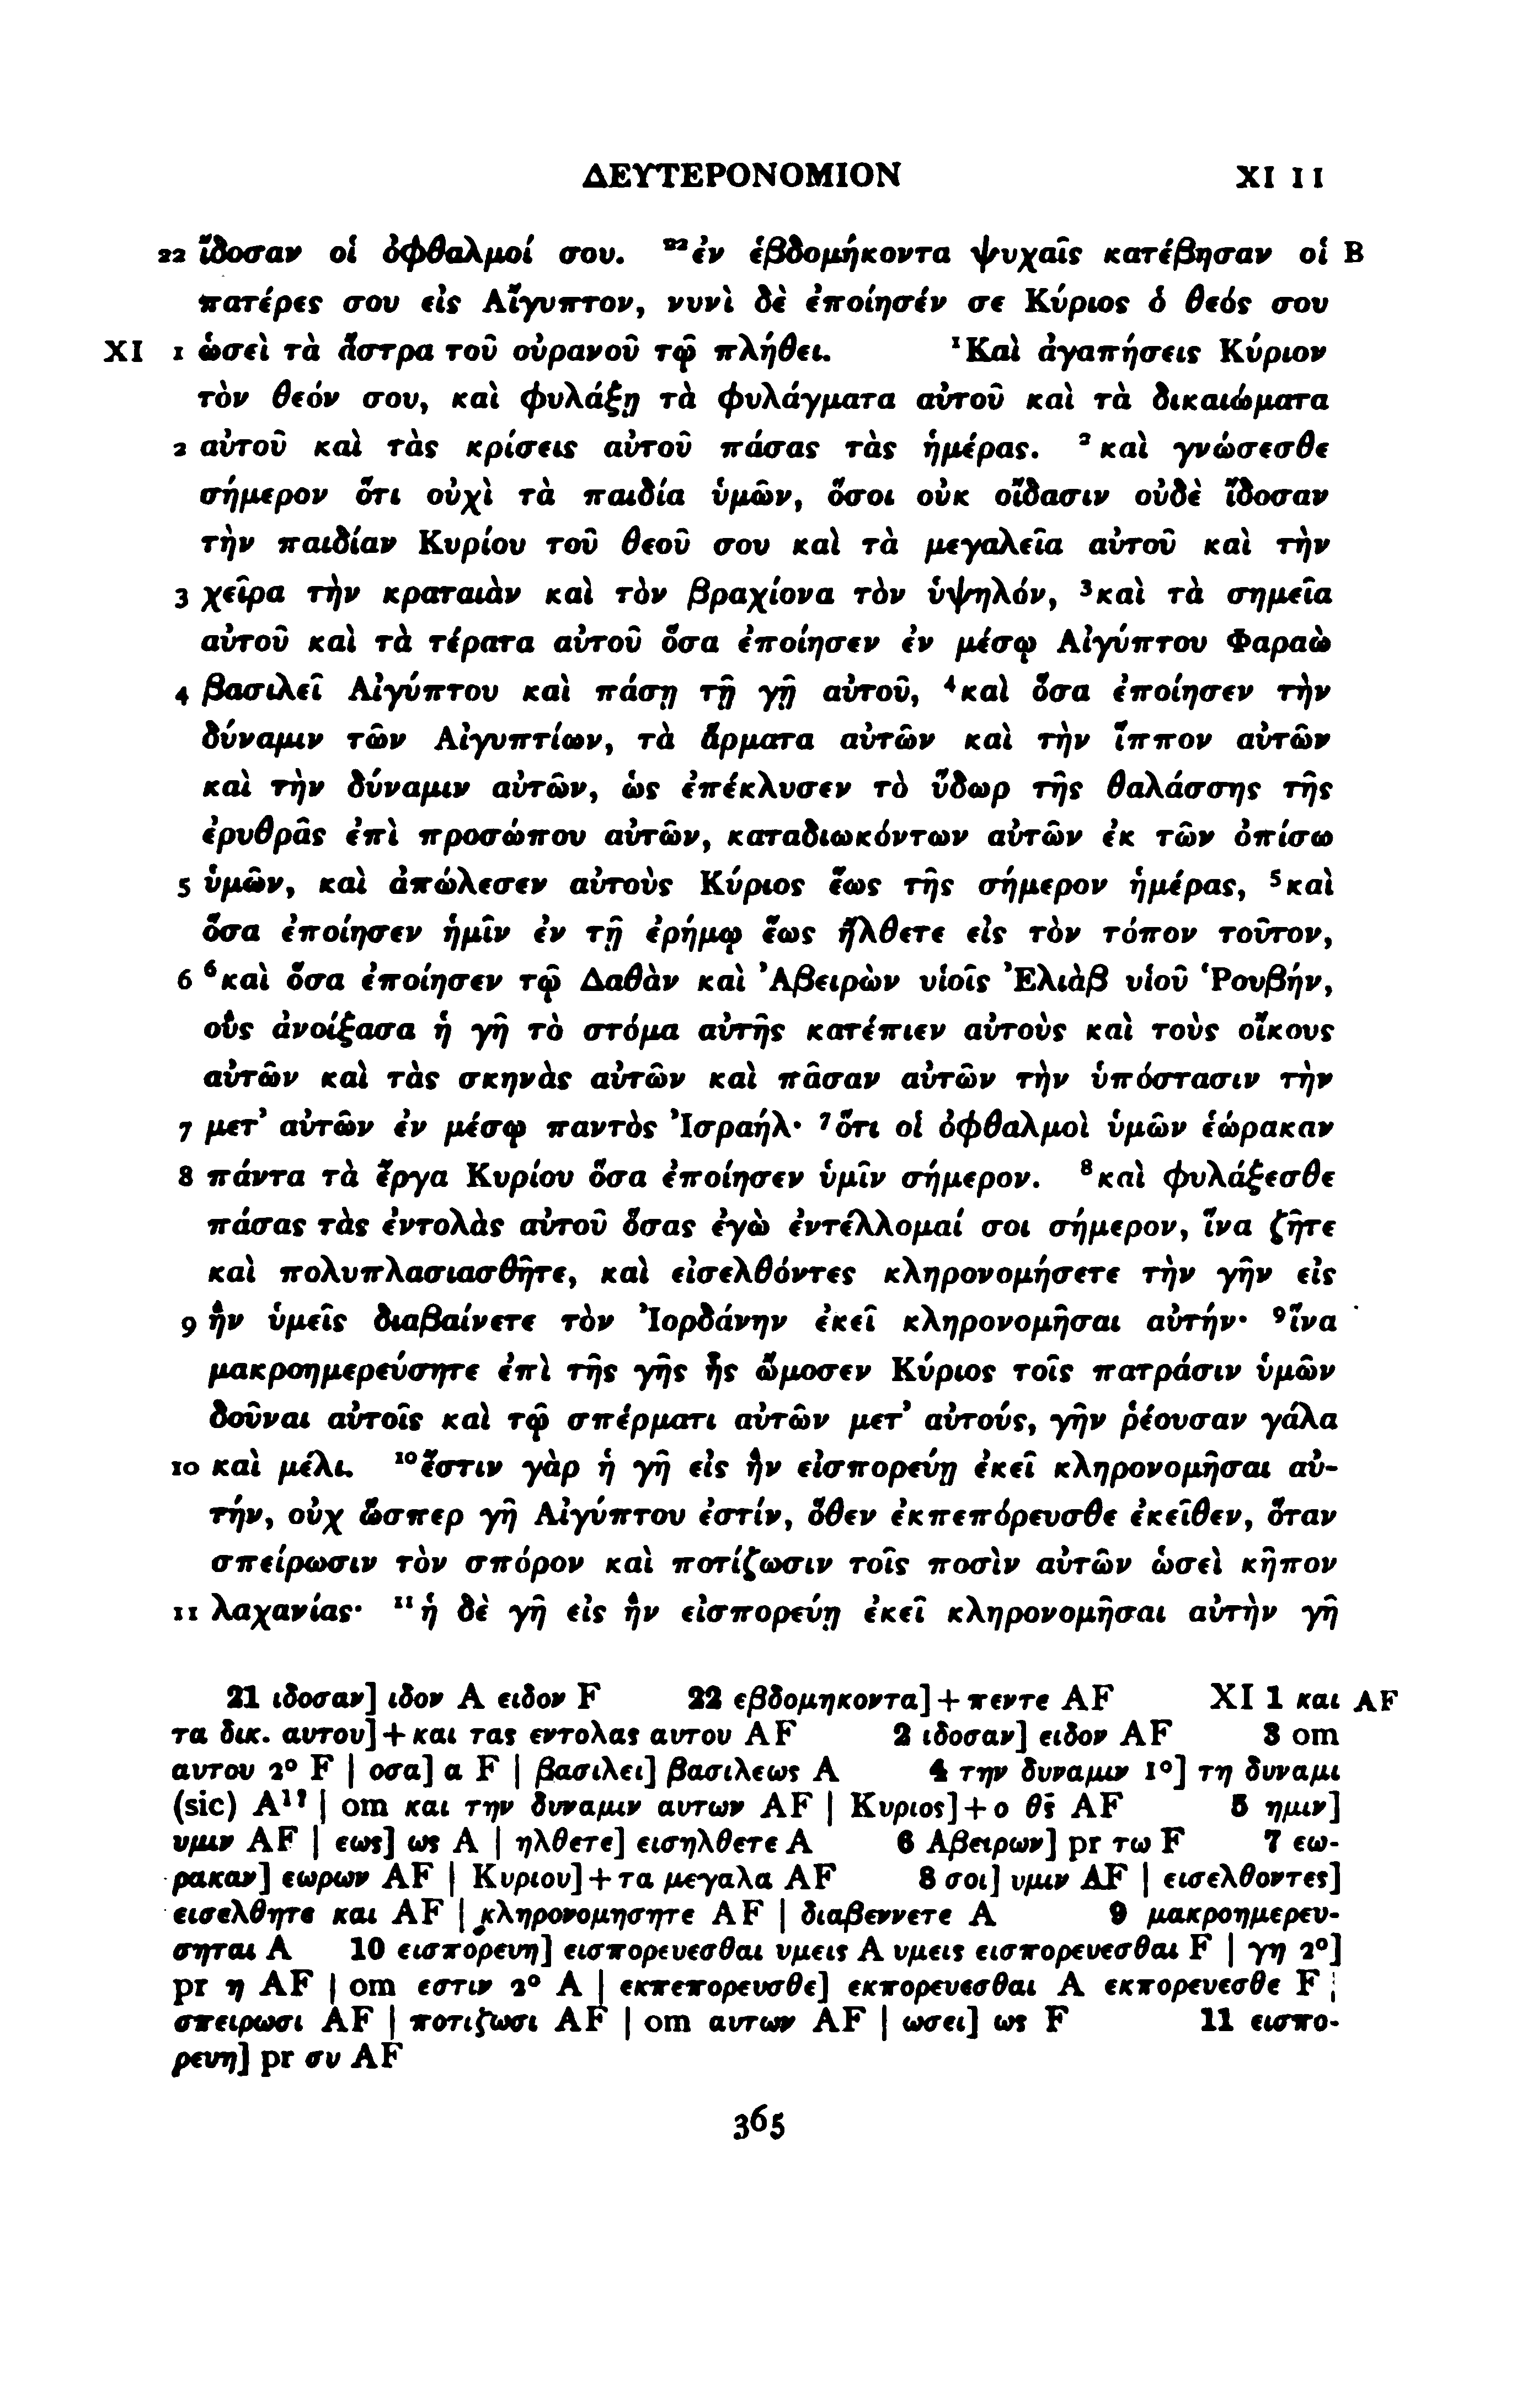 ΔΕΥΤΕΡΟΝΟΜΙΟΝ XI 11
22 ἴδοσαν οἱ ὀφθαλμοί σου. ²²ἐν ἑβδομήκοντα ψυχαῖς κατέβησαν οἱ B
πατέρες σου εἰς Αἴγυπτον, νυνὶ δὲ ἐποίησέν σε Κύριος ὁ θεός σου
XI 1 ὡσεὶ τὰ ἄστρα τοῦ οὐρανοῦ τῷ πλήθει. ¹Καὶ ἀγαπήσεις Κύριον
τὸν θεόν σου, καὶ φυλάξῃ τὰ φυλάγματα αὐτοῦ καὶ τὰ δικαιώματα
2 αὐτοῦ καὶ τὰς κρίσεις αὐτοῦ πάσας τὰς ἡμέρας. ²καὶ γνώσεσθε
σήμερον ὅτι οὐχὶ τὰ παιδία ὑμῶν, ὅσοι οὐκ οἴδασιν οὐδὲ ἴδοσαν
τὴν παιδίαν Κυρίου τοῦ θεοῦ σου καὶ τὰ μεγαλεῖα αὐτοῦ καὶ τὴν
3 χεῖρα τὴν κραταιὰν καὶ τὸν βραχίονα τὸν ὑψηλόν, ³καὶ τὰ σημεῖα
αὐτοῦ καὶ τὰ τέρατα αὐτοῦ ὅσα ἐποίησεν ἐν μέσῳ Αἰγύπτου Φαραὼ
4 βασιλεῖ Αἰγύπτου καὶ πάσῃ τῇ γῇ αὐτοῦ, ⁴καὶ ὅσα ἐποίησεν τὴν
δύναμιν τῶν Αἰγυπτίων, τὰ ἅρματα αὐτῶν καὶ τὴν ἵππον αὐτῶν
καὶ τὴν δύναμιν αὐτῶν, ὡς ἐπέκλυσεν τὸ ὕδωρ τῆς θαλάσσης τῆς
ἐρυθρᾶς ἐπὶ προσώπου αὐτῶν, καταδιωκόντων αὐτῶν ἐκ τῶν ὀπίσω
5 ὑμῶν, καὶ ἀπώλεσεν αὐτοὺς Κύριος ἕως τῆς σήμερον ἡμέρας, ⁵καὶ
ὅσα ἐποίησεν ἡμῖν ἐν τῇ ἐρήμῳ ἕως ἤλθετε εἰς τὸν τόπον τοῦτον,
6 ⁶καὶ ὅσα ἐποίησεν τῷ Δαθὰν καὶ Ἀβειρὼν υἱοῖς Ἐλιὰβ υἱοῦ Ῥουβήν,
οὓς ἀνοίξασα ἡ γῆ τὸ στόμα αὐτῆς κατέπιεν αὐτοὺς καὶ τοὺς οἴκους
αὐτῶν καὶ τὰς σκηνὰς αὐτῶν καὶ πᾶσαν αὐτῶν τὴν ὑπόστασιν τὴν
7 μετ᾽ αὐτῶν ἐν μέσῳ παντὸς Ἰσραήλ· ⁷ὅτι οἱ ὀφθαλμοὶ ὑμῶν ἑώρακαν
8 πάντα τὰ ἔργα Κυρίου ὅσα ἐποίησεν ὑμῖν σήμερον. ⁸καὶ φυλάξεσθε
πάσας τὰς ἐντολὰς αὐτοῦ ὅσας ἐγὼ ἐντέλλομαί σοι σήμερον, ἵνα ζῆτε
καὶ πολυπλασιασθῆτε, καὶ εἰσελθόντες κληρονομήσετε τὴν γῆν εἰς
9 ἣν ὑμεῖς διαβαίνετε τὸν Ἰορδάνην ἐκεῖ κληρονομῆσαι αὐτήν· ⁹ἵνα
μακροημερεύσητε ἐπὶ τῆς γῆς ἧς ὤμοσεν Κύριος τοῖς πατράσιν ὑμῶν
δοῦναι αὐτοῖς καὶ τῷ σπέρματι αὐτῶν μετ᾽ αὐτούς, γῆν ῥέουσαν γάλα
10 καὶ μέλι. ¹⁰ἔστιν γὰρ ἡ γῆ εἰς ἣν εἰσπορεύῃ ἐκεῖ κληρονομῆσαι αὐ-
τήν, οὐχ ὥσπερ γῆ Αἰγύπτου ἐστίν, ὅθεν ἐκπεπόρευσθε ἐκεῖθεν, ὅταν
σπείρωσιν τὸν σπόρον καὶ ποτίζωσιν τοῖς ποσὶν αὐτῶν ὡσεὶ κῆπον
11 λαχανίας· ¹¹ἡ δὲ γῆ εἰς ἣν εἰσπορεύῃ ἐκεῖ κληρονομῆσαι αὐτὴν γῆ
21 ιδοσαν] ιδον A ειδον F 22 εβδομηκοντα]+πεντε AF XI 1 και AF
τα δικ. αυτου]+και τας εντολας αυτου AF 2 ιδοσαν] ειδον AF 3 om
αυτου 2° F | οσα] α F | βασιλει] βασιλεως A 4 την δυναμιν 1°] τη δυναμι
(sic) A¹⁎ | om και την δυναμιν αυτων AF | Κυριος]+ο θς̄ AF 5 ημιν]
υμιν AF | εως] ως A | ηλθετε] εισηλθετε A 6 Αβειρων] pr τω F 7 εω-
ρακαν] εωρων AF | Κυριου]+τα μεγαλα AF 8 σοι] υμιν AF | εισελθοντες]
εισελθητε και AF | κληρονομησητε AF | διαβεννετε A 9 μακροημερευ-
σηται A 10 εισπορευη] εισπορευεσθαι υμεις A υμεις εισπορευεσθαι F | γη 2°]
pr η AF | om εστιν 2° A | εκπεπορευσθε] εκπορευεσθαι A εκπορευεσθε F |
σπειρωσι AF | ποτιζωσι AF | om αυτων AF | ωσει] ως F 11 εισπο-
ρευη] pr συ AF
365